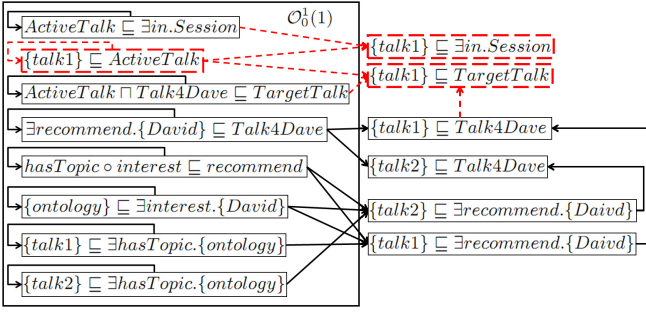 ActiveTalk ⊑ ∃in.Session
𝒪₀¹(1)
{talk1} ⊑ ActiveTalk
ActiveTalk ⊓ Talk4Dave ⊑ TargetTalk
∃recommend.{David} ⊑ Talk4Dave
hasTopic ∘ interest ⊑ recommend
{ontology} ⊑ ∃interest.{David}
{talk1} ⊑ ∃hasTopic.{ontology}
{talk2} ⊑ ∃hasTopic.{ontology}
{talk1} ⊑ ∃in.Session
{talk1} ⊑ TargetTalk
{talk1} ⊑ Talk4Dave
{talk2} ⊑ Talk4Dave
{talk2} ⊑ ∃recommend.{Daivd}
{talk1} ⊑ ∃recommend.{Daivd}